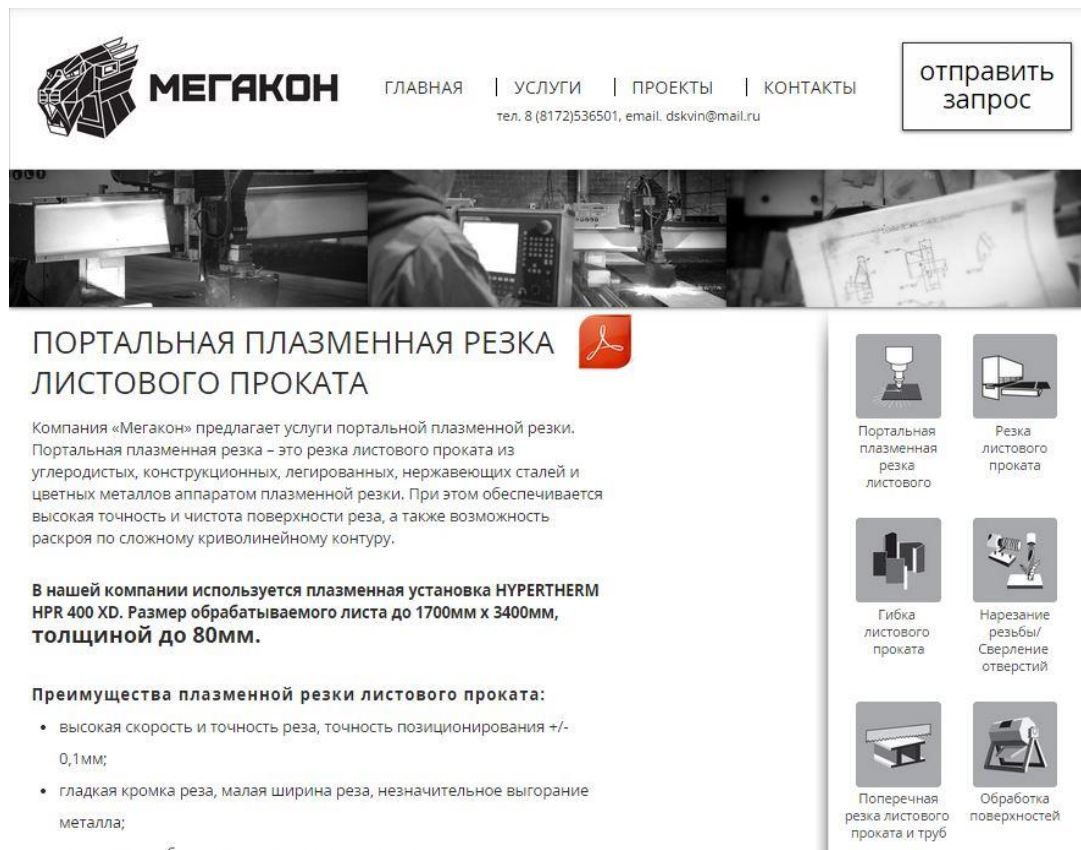 МЕГАКОН
ГЛАВНАЯ | УСЛУГИ | ПРОЕКТЫ | КОНТАКТЫ
тел. 8 (8172)536501, email. dskvin@mail.ru
отправить
запрос
ПОРТАЛЬНАЯ ПЛАЗМЕННАЯ РЕЗКА
ЛИСТОВОГО ПРОКАТА
Компания «Мегакон» предлагает услуги портальной плазменной резки.
Портальная плазменная резка – это резка листового проката из
углеродистых, конструкционных, легированных, нержавеющих сталей и
цветных металлов аппаратом плазменной резки. При этом обеспечивается
высокая точность и чистота поверхности реза, а также возможность
раскроя по сложному криволинейному контуру.
В нашей компании используется плазменная установка HYPERTHERM
HPR 400 XD. Размер обрабатываемого листа до 1700мм х 3400мм,
толщиной до 80мм.
Преимущества плазменной резки листового проката:
• высокая скорость и точность реза, точность позиционирования +/-
0,1мм;
• гладкая кромка реза, малая ширина реза, незначительное выгорание
металла;
Портальная
плазменная
резка
листового
Резка
листового
проката
Гибка
листового
проката
Нарезание
резьбы/
Сверление
отверстий
Поперечная
резка листового
проката и труб
Обработка
поверхностей